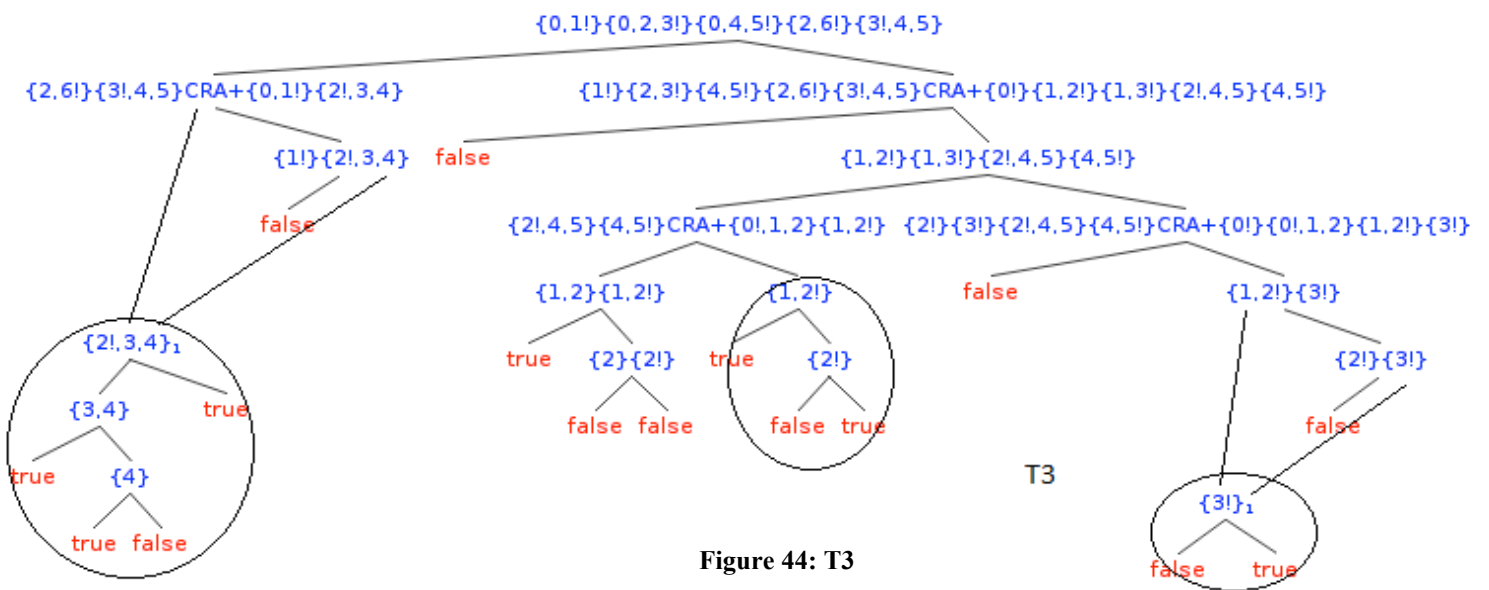 {0,1!}{0,2,3!}{0,4,5!}{2,6!}{3!,4,5}
{2,6!}{3!,4,5}CRA+{0,1!}{2!,3,4} {1!}{2,3!}{4,5!}{2,6!}{3!,4,5}CRA+{0!}{1,2!}{1,3!}{2!,4,5}{4,5!}
{1!}{2!,3,4} false {1,2!}{1,3!}{2!,4,5}{4,5!}
false {2!,4,5}{4,5!}CRA+{0!,1,2}{1,2!} {2!}{3!}{2!,4,5}{4,5!}CRA+{0!}{0!,1,2}{1,2!}{3!}
{1,2}{1,2!} {1,2!} false {1,2!}{3!}
{2!,3,4}₁ true {2}{2!} true {2!} {2!}{3!}
{3,4} true false false false true false
true {4} T3 {3!}₁
true false false true
Figure 44: T3